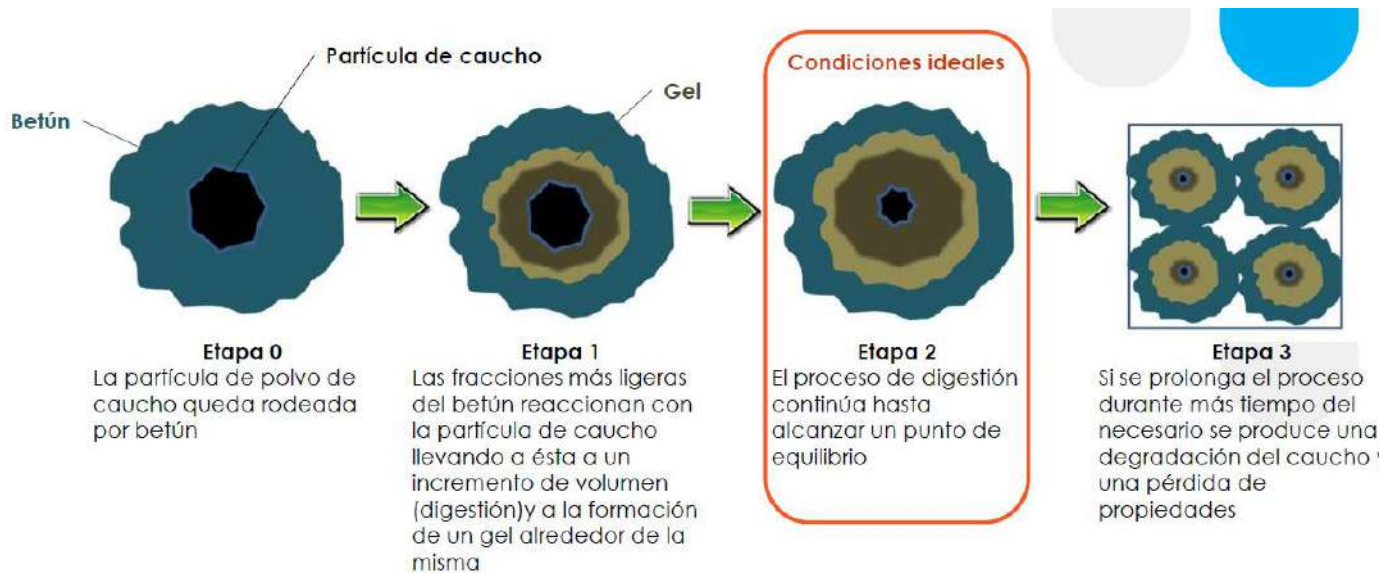 Partícula de caucho
Betún
Gel
Condiciones ideales
Etapa 0
La partícula de polvo de
caucho queda rodeada
por betún
Etapa 1
Las fracciones más ligeras
del betún reaccionan con
la partícula de caucho
llevando a ésta a un
incremento de volumen
(digestión)y a la formación
de un gel alrededor de la
misma
Etapa 2
El proceso de digestión
continúa hasta
alcanzar un punto de
equilibrio
Etapa 3
Si se prolonga el proceso
durante más tiempo del
necesario se produce una
degradación del caucho y
una pérdida de
propiedades